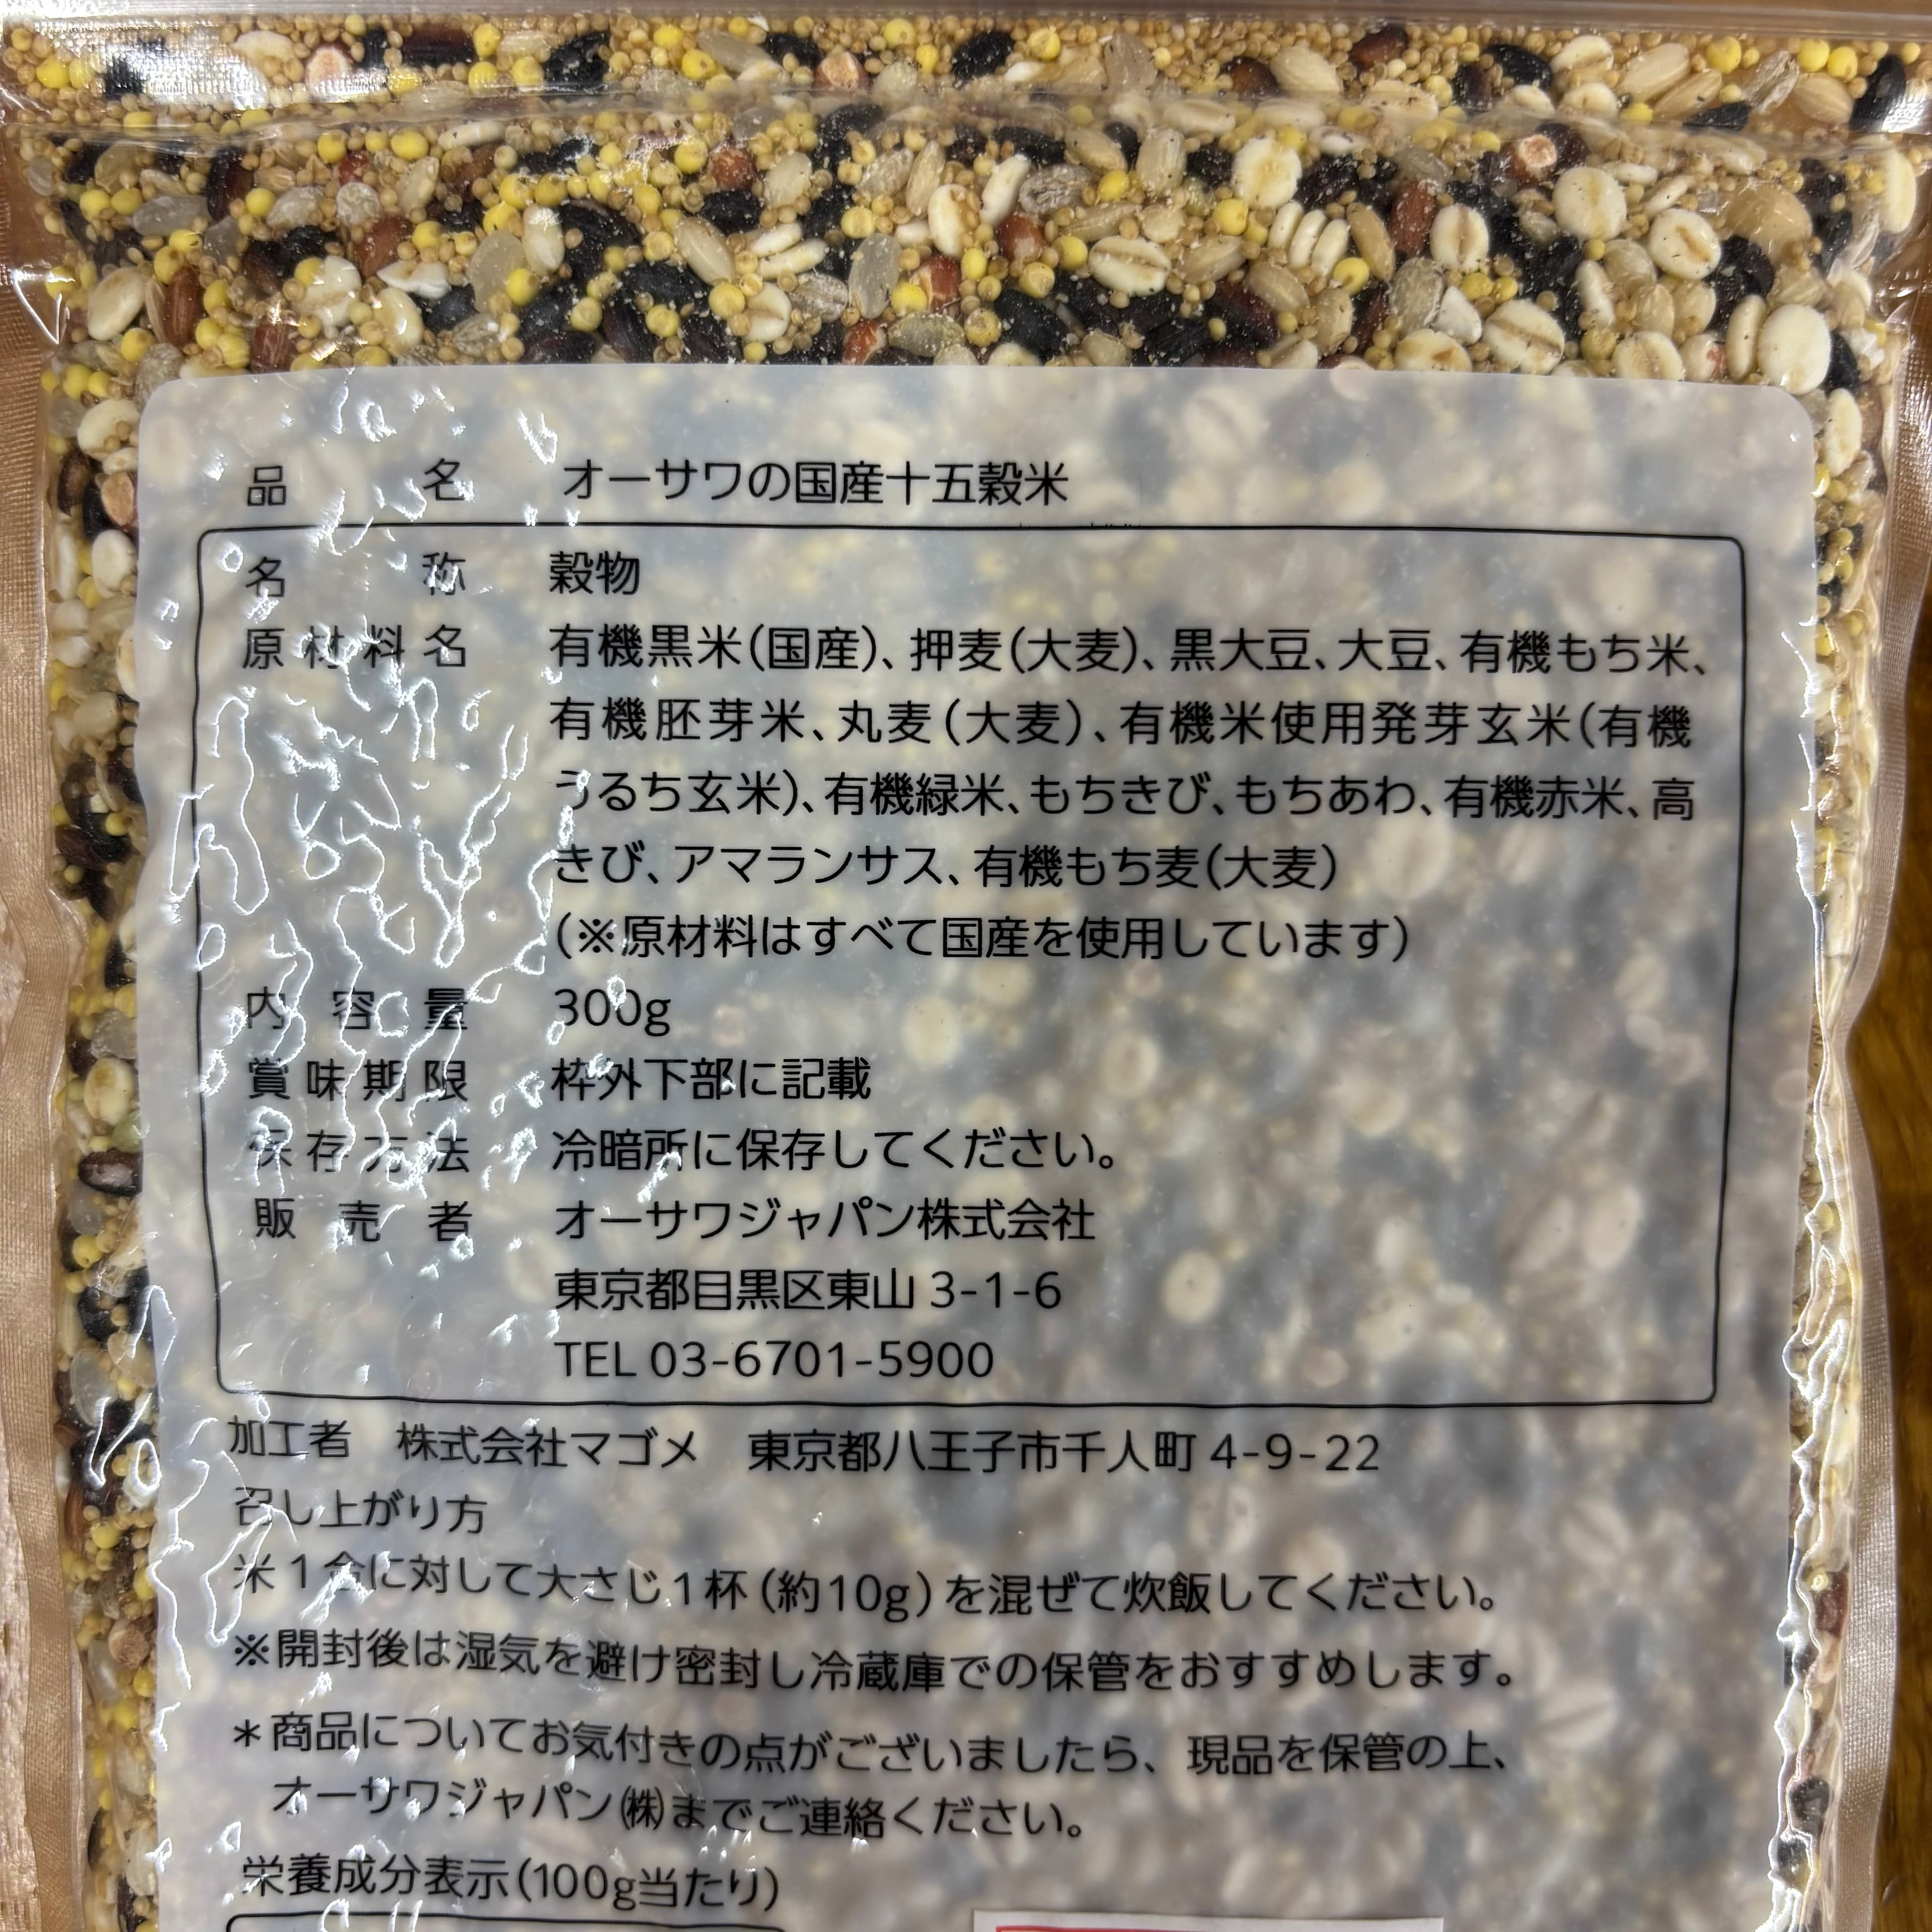 品名 オーサワの国産十五穀米
名称 穀物
原材料名 有機黒米(国産)、押麦(大麦)、黒大豆、大豆、有機もち米、
有機胚芽米、丸麦(大麦)、有機米使用発芽玄米(有機
うるち玄米)、有機緑米、もちきび、もちあわ、有機赤米、高
きび、アマランサス、有機もち麦(大麦)
(※原材料はすべて国産を使用しています)
内容量 300g
賞味期限 枠外下部に記載
保存方法 冷暗所に保存してください。
販売者 オーサワジャパン株式会社
東京都目黒区東山 3-1-6
TEL 03-6701-5900
加工者 株式会社マゴメ 東京都八王子市千人町 4-9-22
召し上がり方
米1合に対して大さじ1杯(約10g)を混ぜて炊飯してください。
※開封後は湿気を避け密封し冷蔵庫での保管をおすすめします。
＊商品についてお気付きの点がございましたら、現品を保管の上、
オーサワジャパン㈱までご連絡ください。
栄養成分表示(100g当たり)